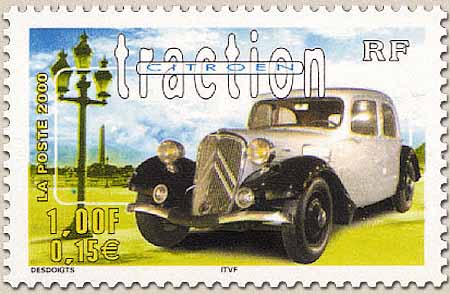 traction
CITROËN
RF
LA POSTE 2000
1,00F
0,15€
DESDOIGTS
ITVF